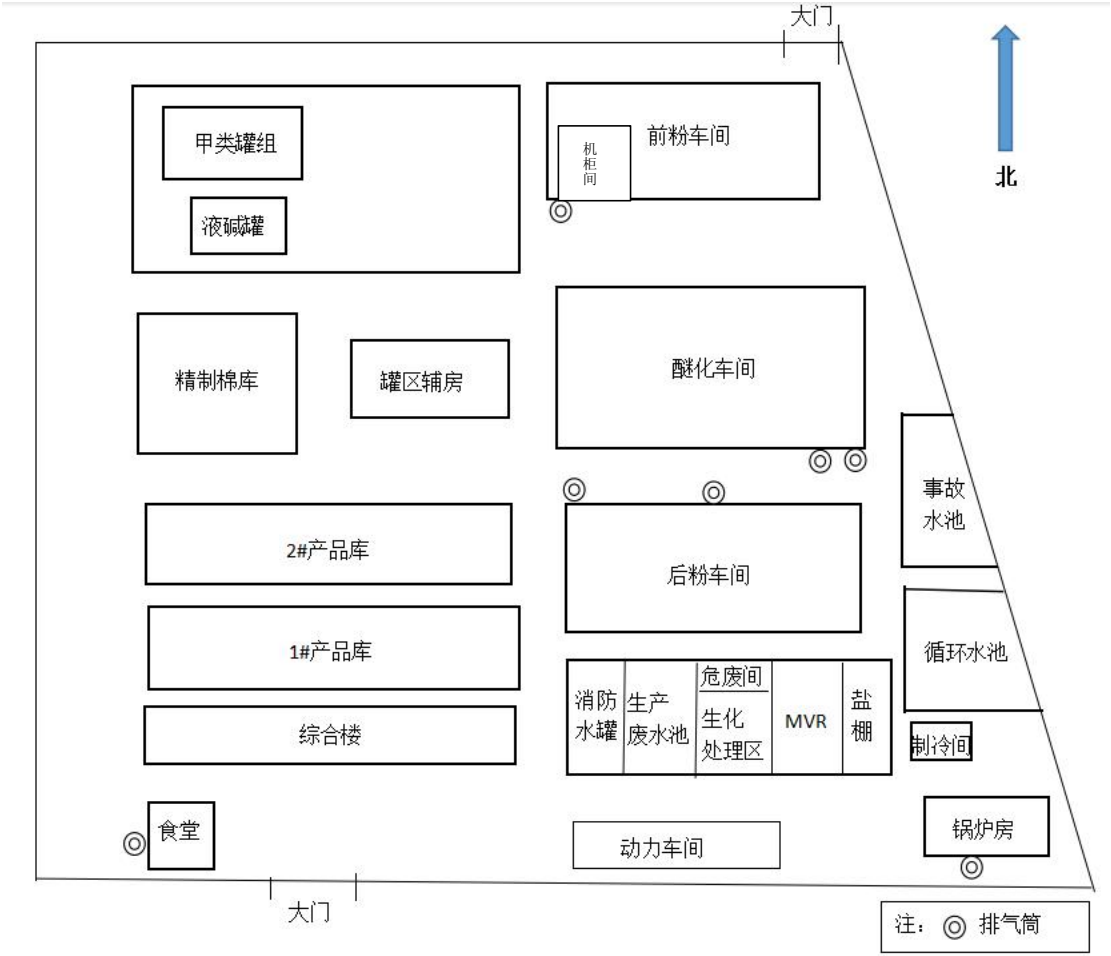 大门
甲类罐组
前粉车间
机
柜
间
北
液碱罐
精制棉库
罐区辅房
醚化车间
事故
水池
2#产品库
后粉车间
1#产品库
循环水池
消防
水罐
生产
废水池
危废间
生化
处理区
MVR
盐
棚
综合楼
制冷间
食堂
动力车间
锅炉房
大门
注： 排气筒